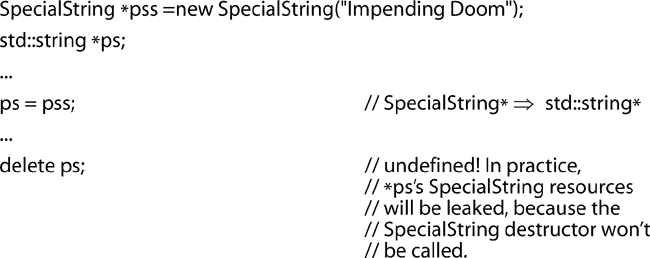 SpecialString *pss =new SpecialString("Impending Doom");
std::string *ps;
...
ps = pss; // SpecialString* ⇒ std::string*
...
delete ps; // undefined! In practice,
// *ps’s SpecialString resources
// will be leaked, because the
// SpecialString destructor won’t
// be called.